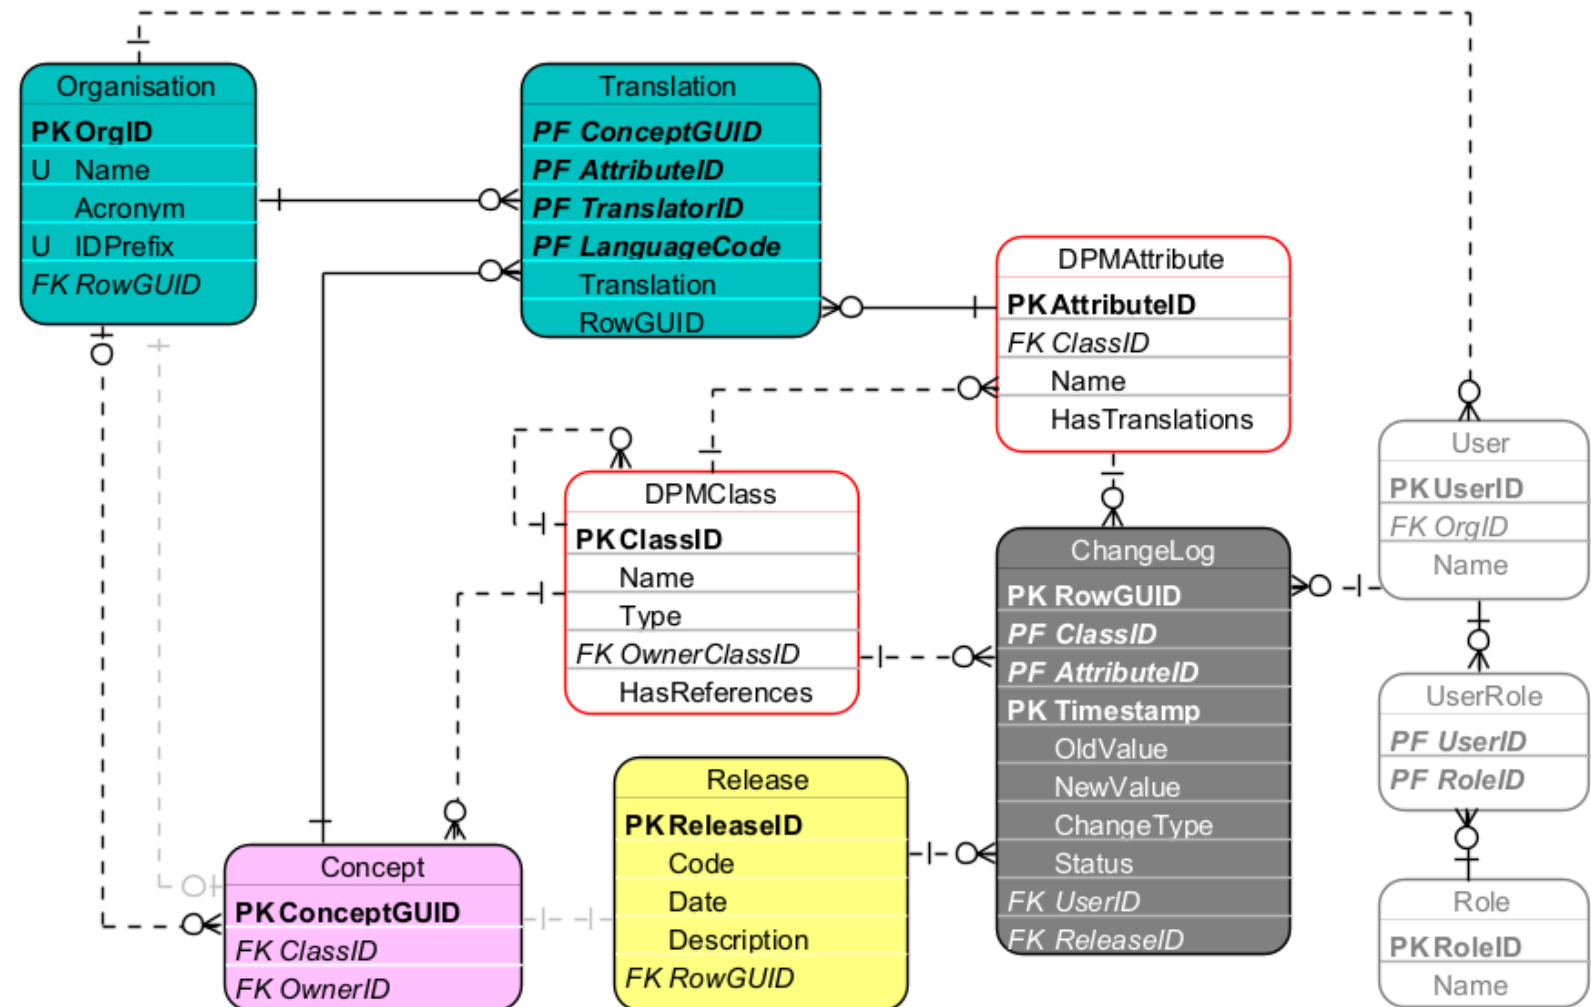 Organisation
PK OrgID
U Name
Acronym
U IDPrefix
FK RowGUID
Translation
PF ConceptGUID
PF AttributeID
PF TranslatorID
PF LanguageCode
Translation
RowGUID
DPMAttribute
PK AttributeID
FK ClassID
Name
HasTranslations
User
PK UserID
FK OrgID
Name
DPMClass
PK ClassID
Name
Type
FK OwnerClassID
HasReferences
ChangeLog
PK RowGUID
PF ClassID
PF AttributeID
PK Timestamp
OldValue
NewValue
ChangeType
Status
FK UserID
FK ReleaseID
UserRole
PF UserID
PF RoleID
Release
PK ReleaseID
Code
Date
Description
FK RowGUID
Concept
PK ConceptGUID
FK ClassID
FK OwnerID
Role
PK RoleID
Name